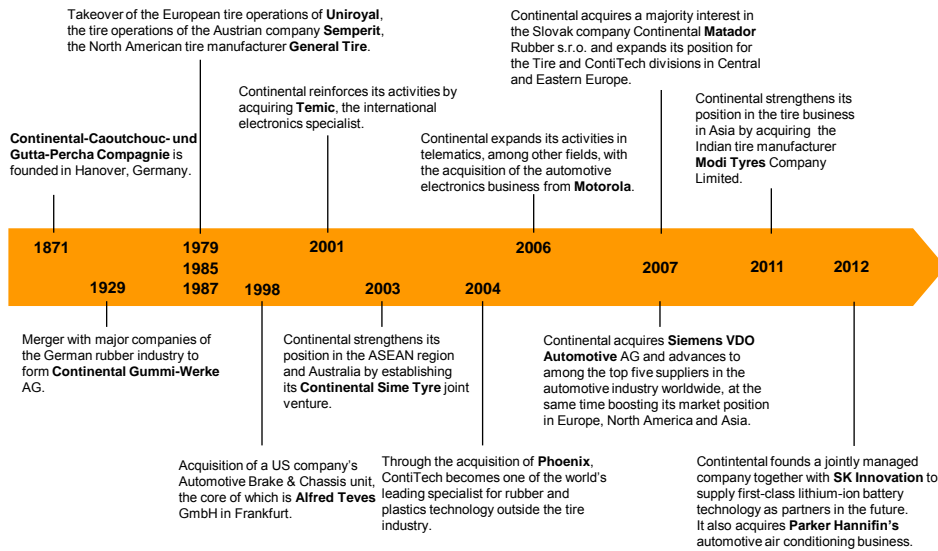 Takeover of the European tire operations of Uniroyal,
the tire operations of the Austrian company Semperit,
the North American tire manufacturer General Tire.
Continental acquires a majority interest in
the Slovak company Continental Matador
Rubber s.r.o. and expands its position for
the Tire and ContiTech divisions in Central
and Eastern Europe.
Continental reinforces its activities by
acquiring Temic, the international
electronics specialist.
Continental strengthens its
position in the tire business
in Asia by acquiring the
Indian tire manufacturer
Modi Tyres Company
Limited.
Continental-Caoutchouc- und
Gutta-Percha Compagnie is
founded in Hanover, Germany.
Continental expands its activities in
telematics, among other fields, with
the acquisition of the automotive
electronics business from Motorola.
1871
1979
1985
1987
2001
2006
1929
1998
2003
2004
2007
2011
2012
Merger with major companies of
the German rubber industry to
form Continental Gummi-Werke
AG.
Continental strengthens its
position in the ASEAN region
and Australia by establishing
its Continental Sime Tyre joint
venture.
Continental acquires Siemens VDO
Automotive AG and advances to
among the top five suppliers in the
automotive industry worldwide, at the
same time boosting its market position
in Europe, North America and Asia.
Acquisition of a US company's
Automotive Brake & Chassis unit,
the core of which is Alfred Teves
GmbH in Frankfurt.
Through the acquisition of Phoenix,
ContiTech becomes one of the world's
leading specialist for rubber and
plastics technology outside the tire
industry.
Contintental founds a jointly managed
company together with SK Innovation to
supply first-class lithium-ion battery
technology as partners in the future.
It also acquires Parker Hannifin's
automotive air conditioning business.